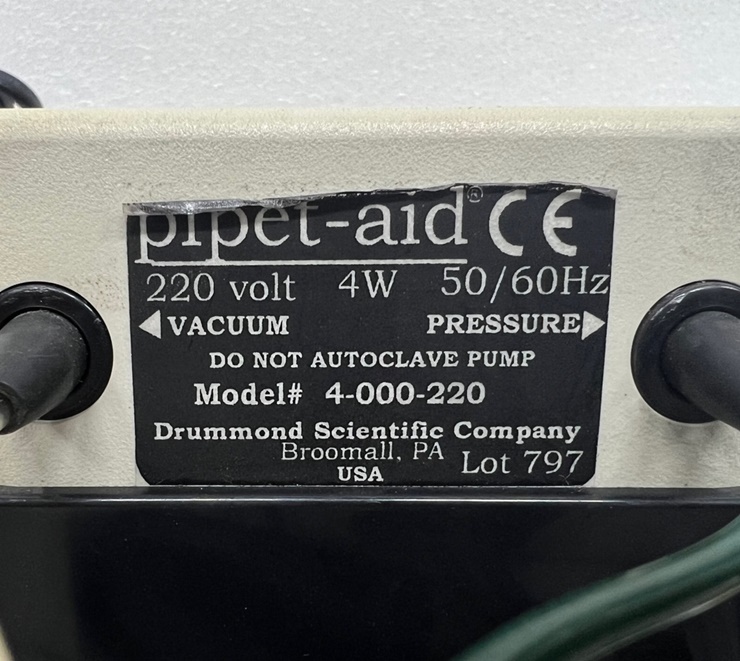 pipet-aid® CE
220 volt 4W 50/60Hz
◀VACUUM PRESSURE▶
DO NOT AUTOCLAVE PUMP
Model# 4-000-220
Drummond Scientific Company
Broomall, PA
USA
Lot 797